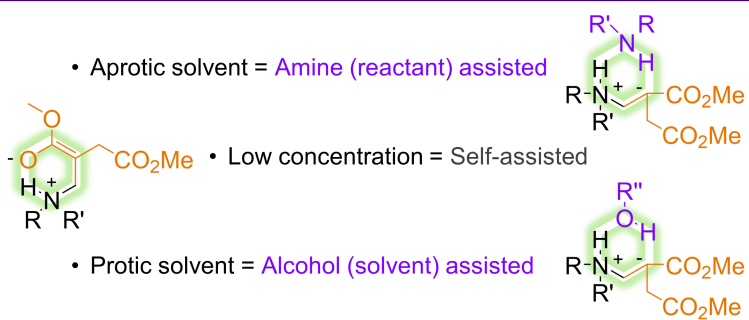 R' R
N
H
H
• Aprotic solvent = Amine (reactant) assisted
R-N + - CO₂Me
R'
CO₂Me
O
- O
CO₂Me
• Low concentration = Self-assisted
H +
N
R R'
R''
O
H
H
• Protic solvent = Alcohol (solvent) assisted
R-N + - CO₂Me
R'
CO₂Me